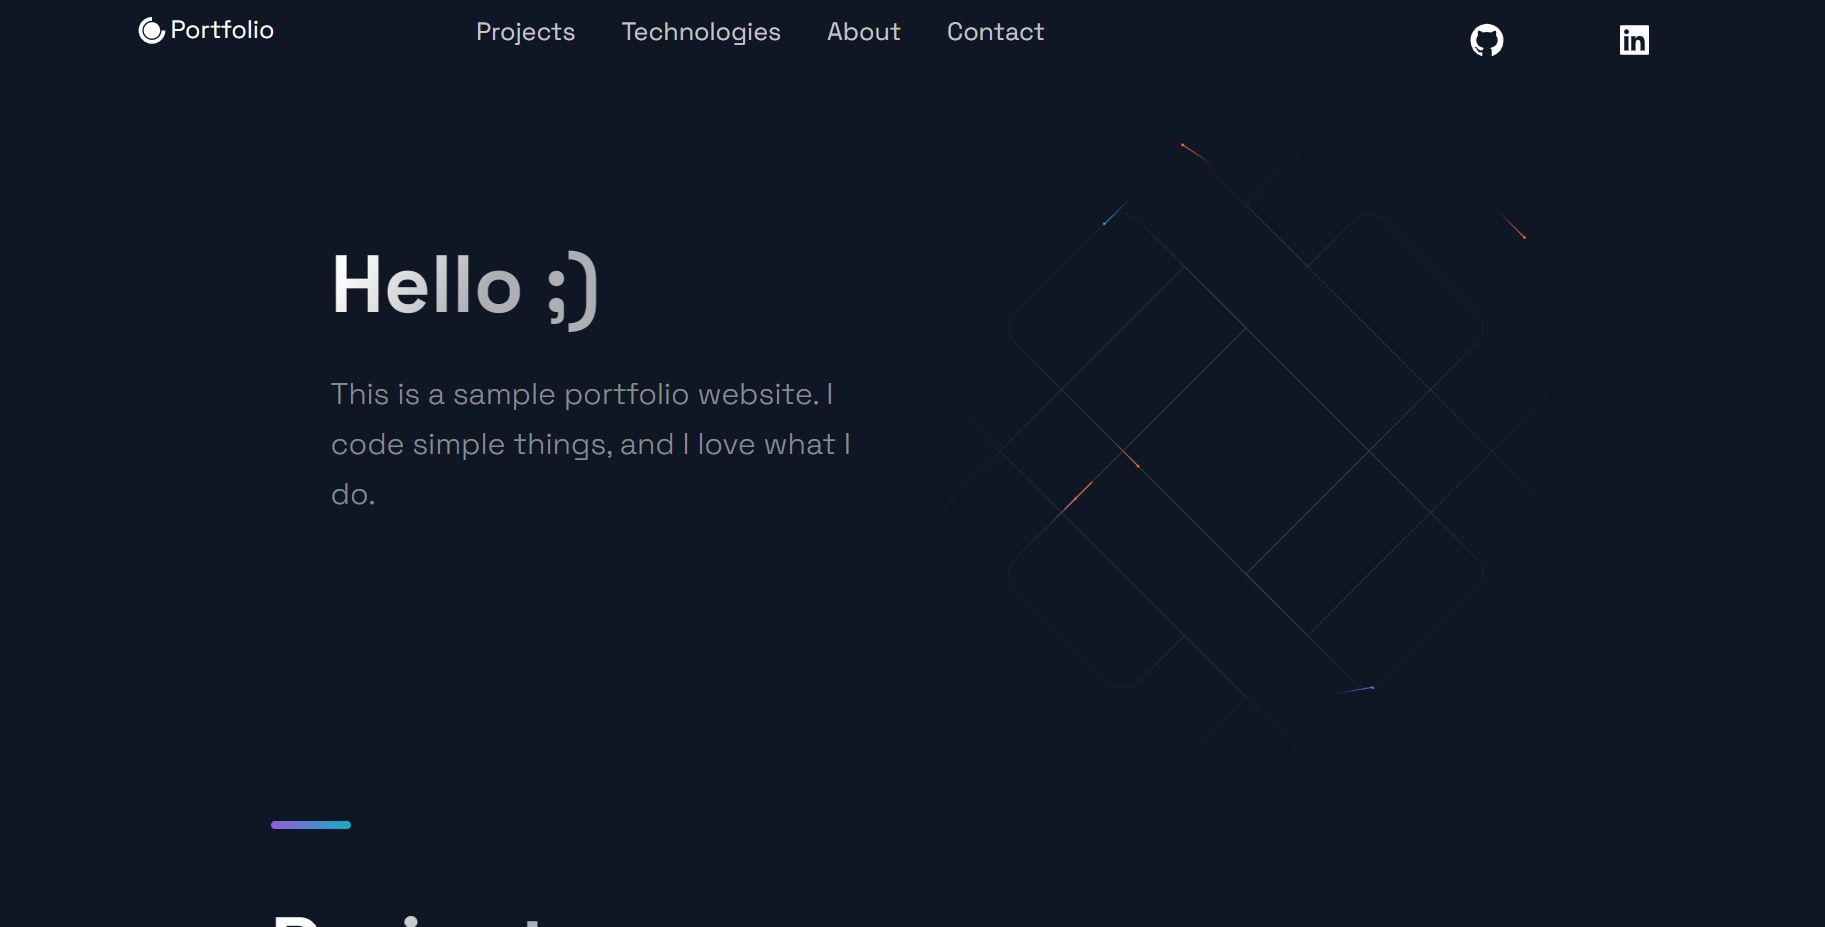 Portfolio
Projects
Technologies
About
Contact
in
Hello ;)
This is a sample portfolio website. I
code simple things, and I love what I
do.